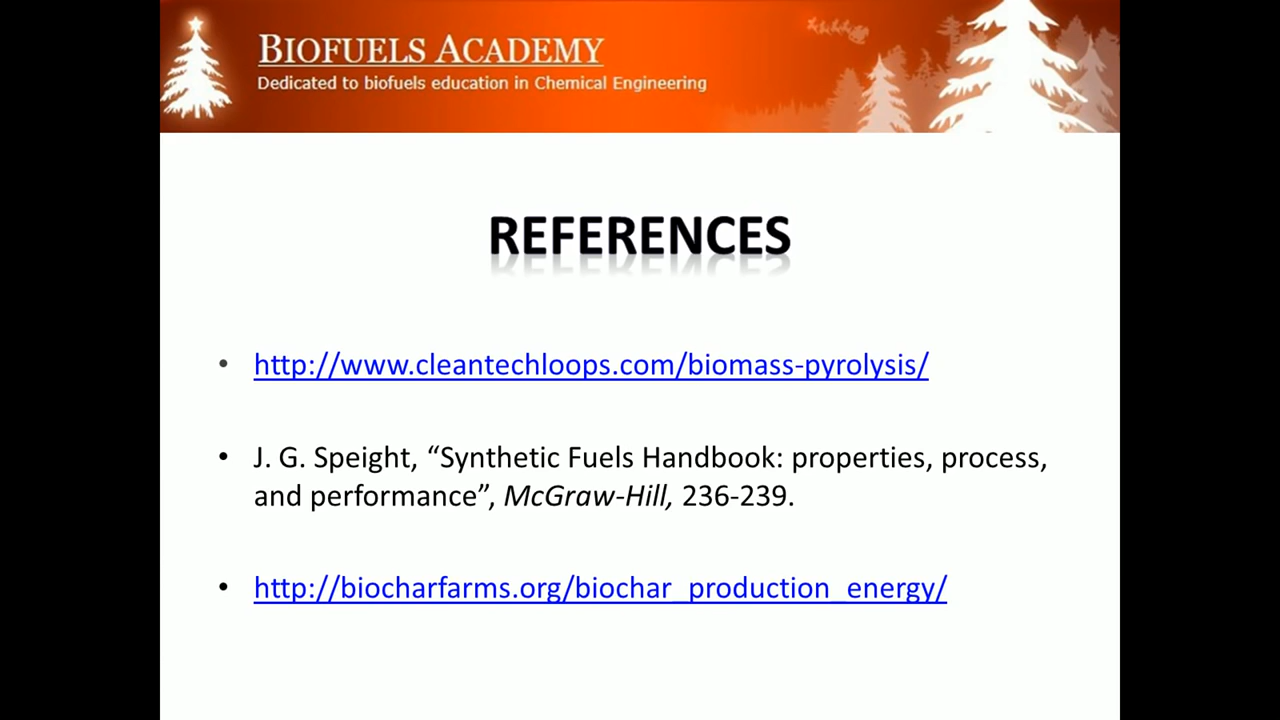 BIOFUELS ACADEMY
Dedicated to biofuels education in Chemical Engineering
REFERENCES
• http://www.cleantechloops.com/biomass-pyrolysis/
• J. G. Speight, “Synthetic Fuels Handbook: properties, process,
and performance”, McGraw-Hill, 236-239.
• http://biocharfarms.org/biochar_production_energy/